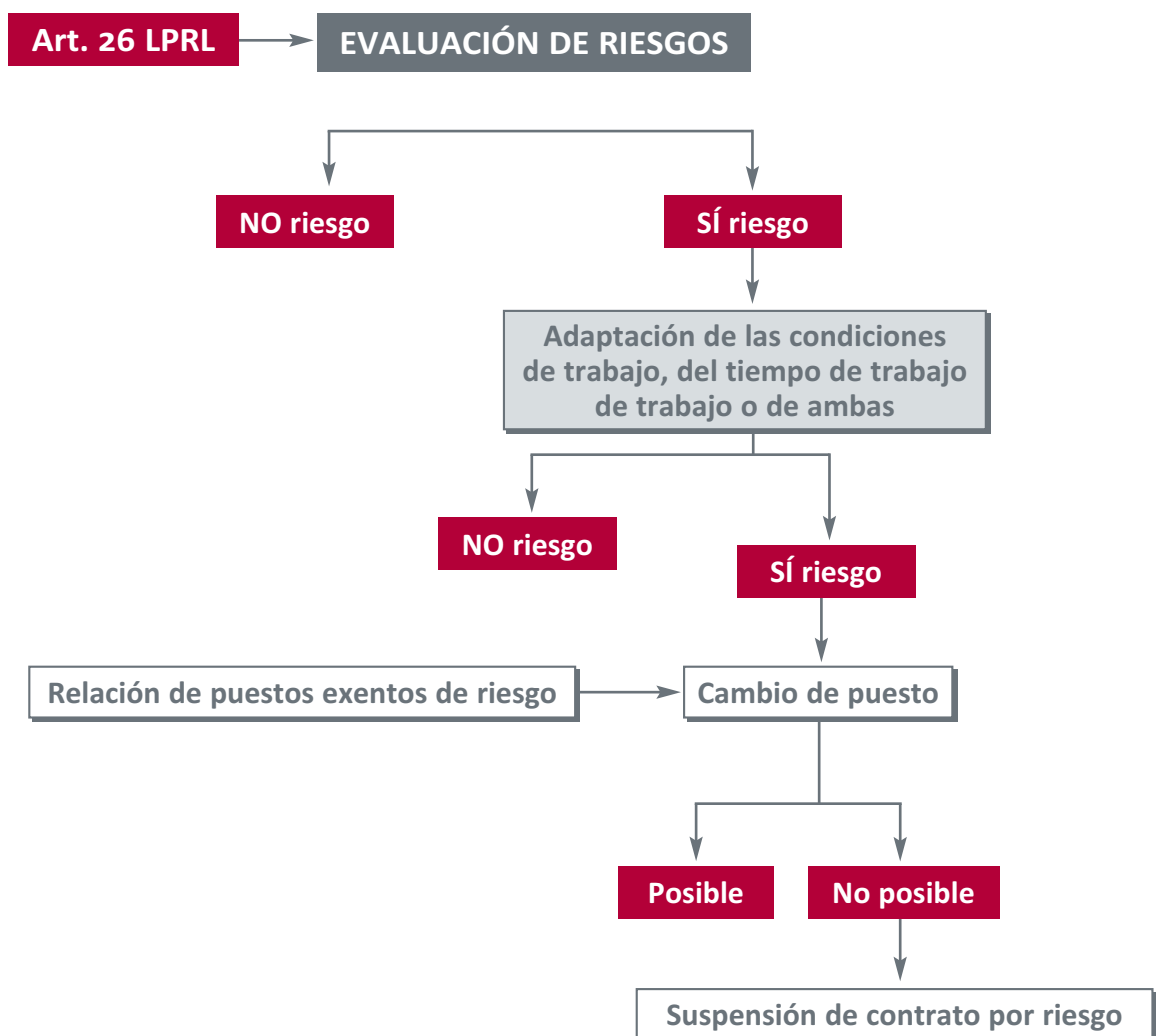 Art. 26 LPRL
EVALUACIÓN DE RIESGOS
NO riesgo
SÍ riesgo
Adaptación de las condiciones
de trabajo, del tiempo de trabajo
de trabajo o de ambas
NO riesgo
SÍ riesgo
Relación de puestos exentos de riesgo
Cambio de puesto
Posible
No posible
Suspensión de contrato por riesgo